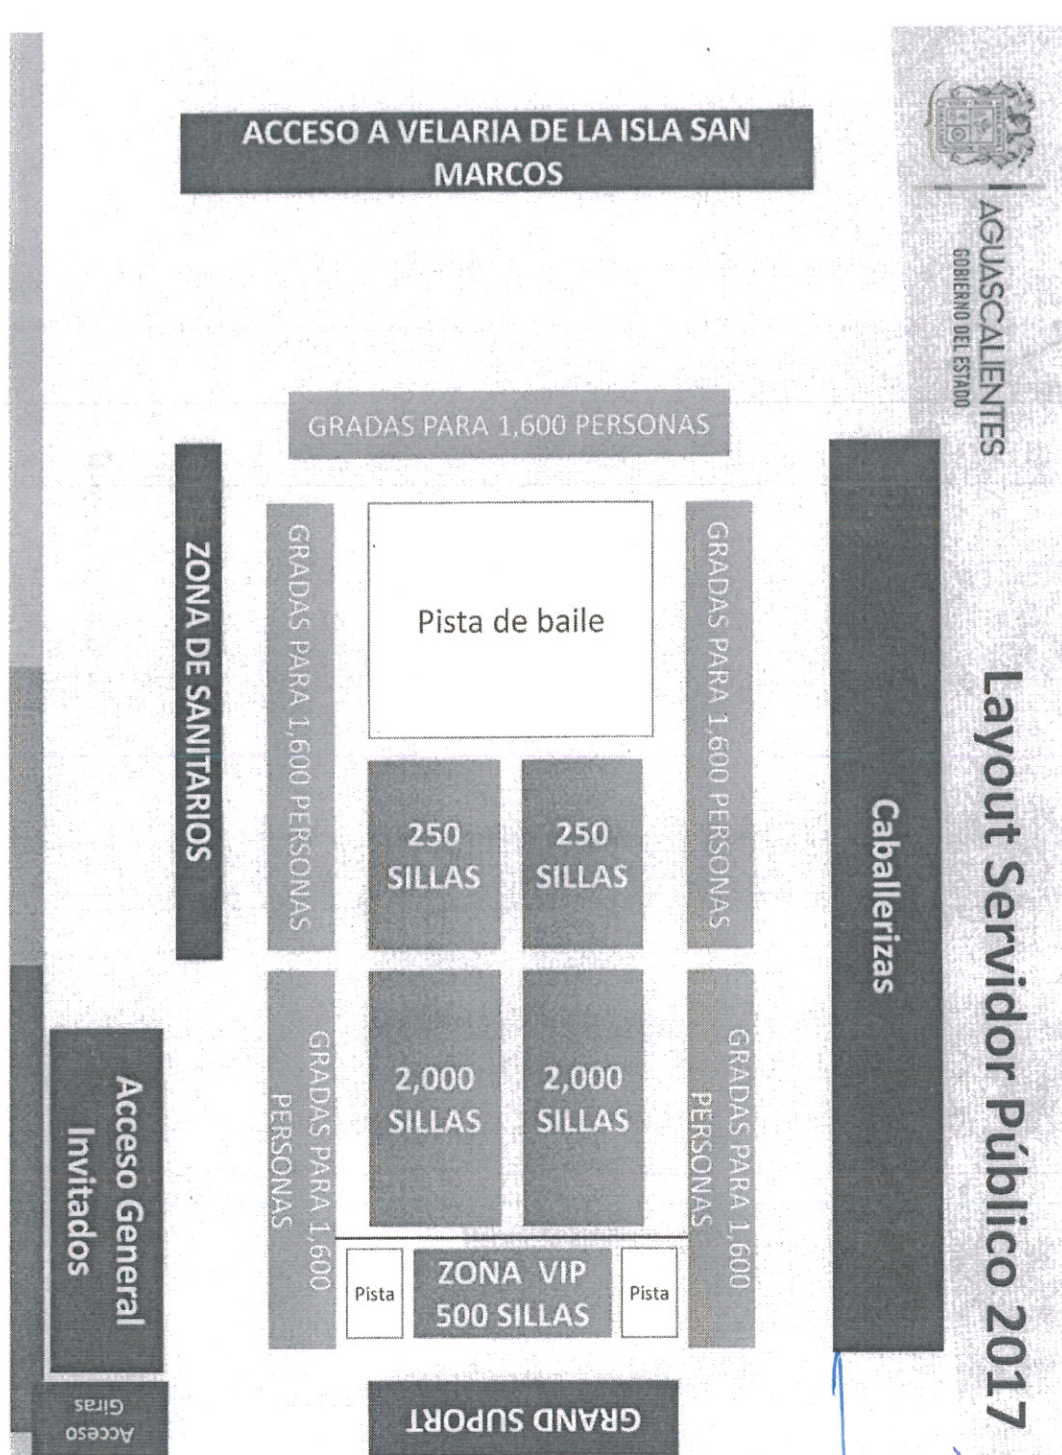 Layout Servidor Público 2017
AGUASCALIENTES
GOBIERNO DEL ESTADO
ACCESO A VELARIA DE LA ISLA SAN
MARCOS
GRADAS PARA 1,600 PERSONAS
ZONA DE SANITARIOS
GRADAS PARA 1,600 PERSONAS
Pista de baile
GRADAS PARA 1,600 PERSONAS
Caballerizas
250
SILLAS
250
SILLAS
GRADAS PARA 1,600
PERSONAS
2,000
SILLAS
2,000
SILLAS
GRADAS PARA 1,600
PERSONAS
Acceso General
Invitados
Pista
ZONA VIP
500 SILLAS
Pista
Acceso
Giras
GRAND SUPORT